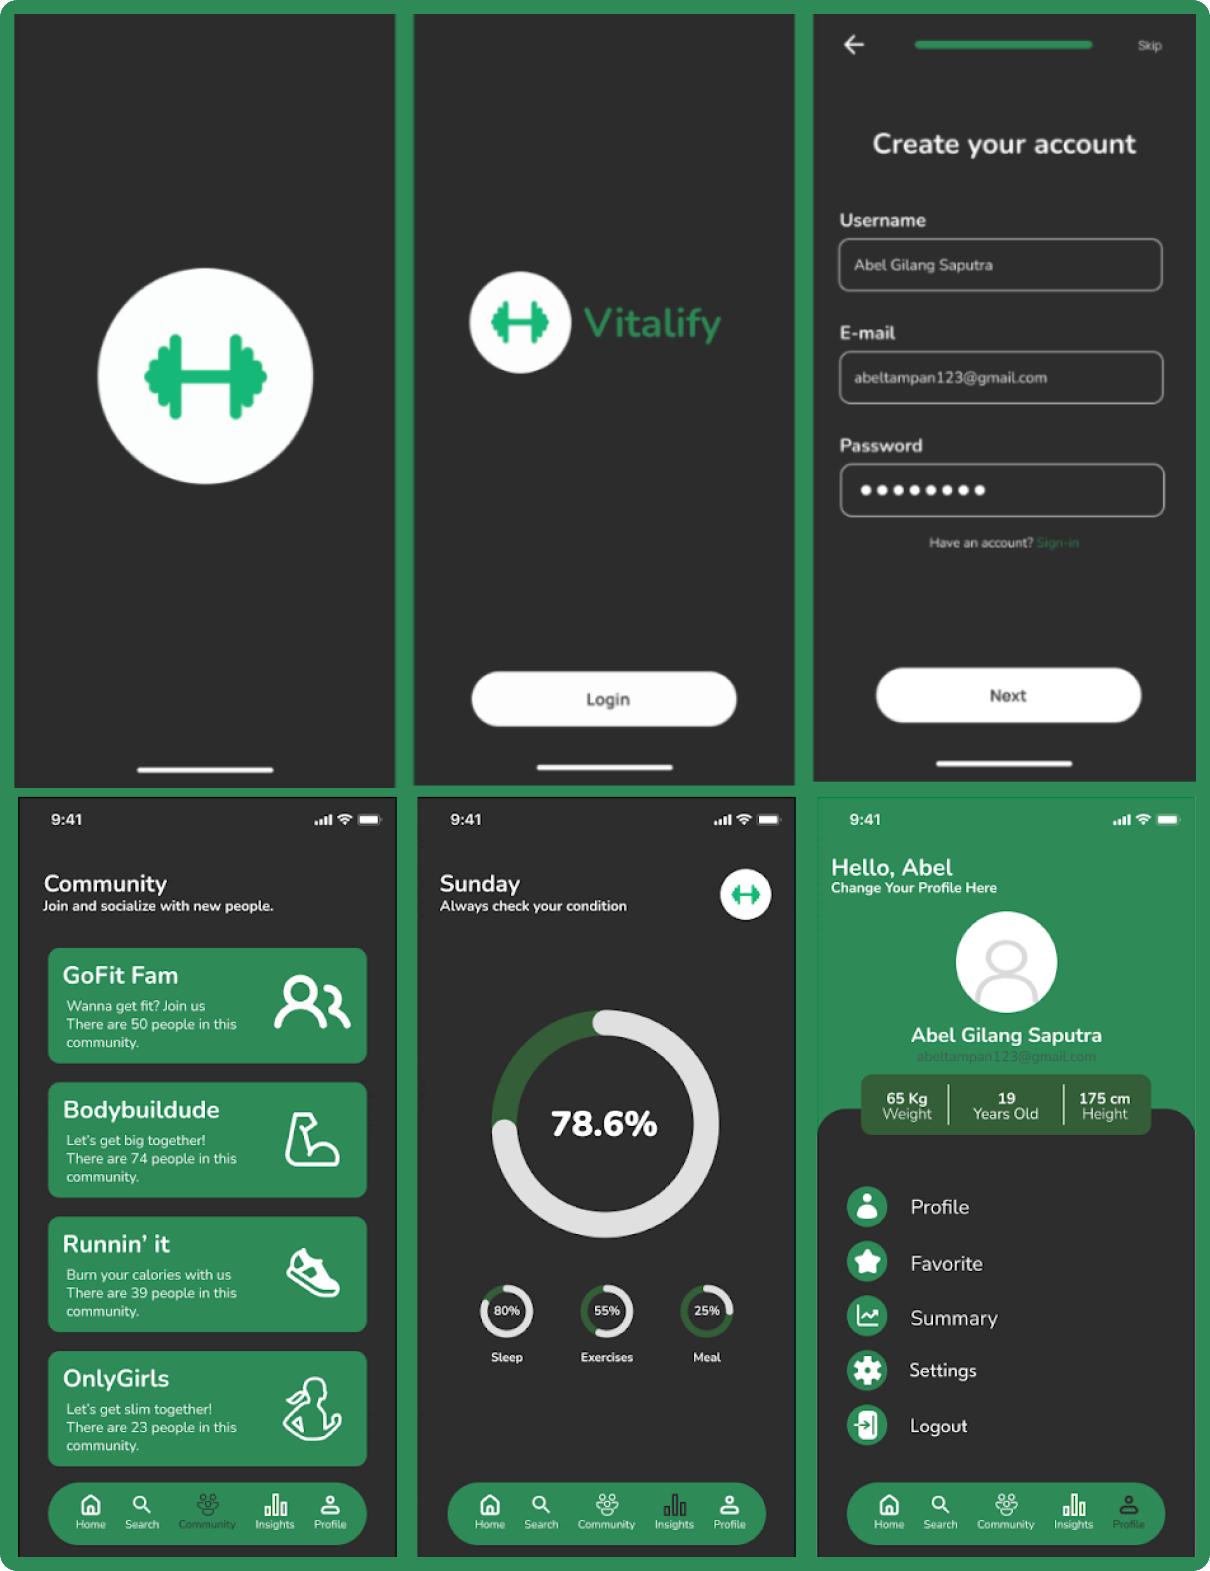 Vitalify
Login
Skip
Create your account
Username
Abel Gilang Saputra
E-mail
abeltampan123@gmail.com
Password
Have an account? Sign-in
Next
9:41
Community
Join and socialize with new people.
GoFit Fam
Wanna get fit? Join us
There are 50 people in this
community.
Bodybuildude
Let's get big together!
There are 74 people in this
community.
Runnin' it
Burn your calories with us
There are 39 people in this
community.
OnlyGirls
Let's get slim together!
There are 23 people in this
community.
Home Search Community Insights Profile
9:41
Sunday
Always check your condition
78.6%
80% 55% 25%
Sleep Exercises Meal
Home Search Community Insights Profile
9:41
Hello, Abel
Change Your Profile Here
Abel Gilang Saputra
abeltampan123@gmail.com
65 Kg 19 175 cm
Weight Years Old Height
Profile
Favorite
Summary
Settings
Logout
Home Search Community Insights Profile